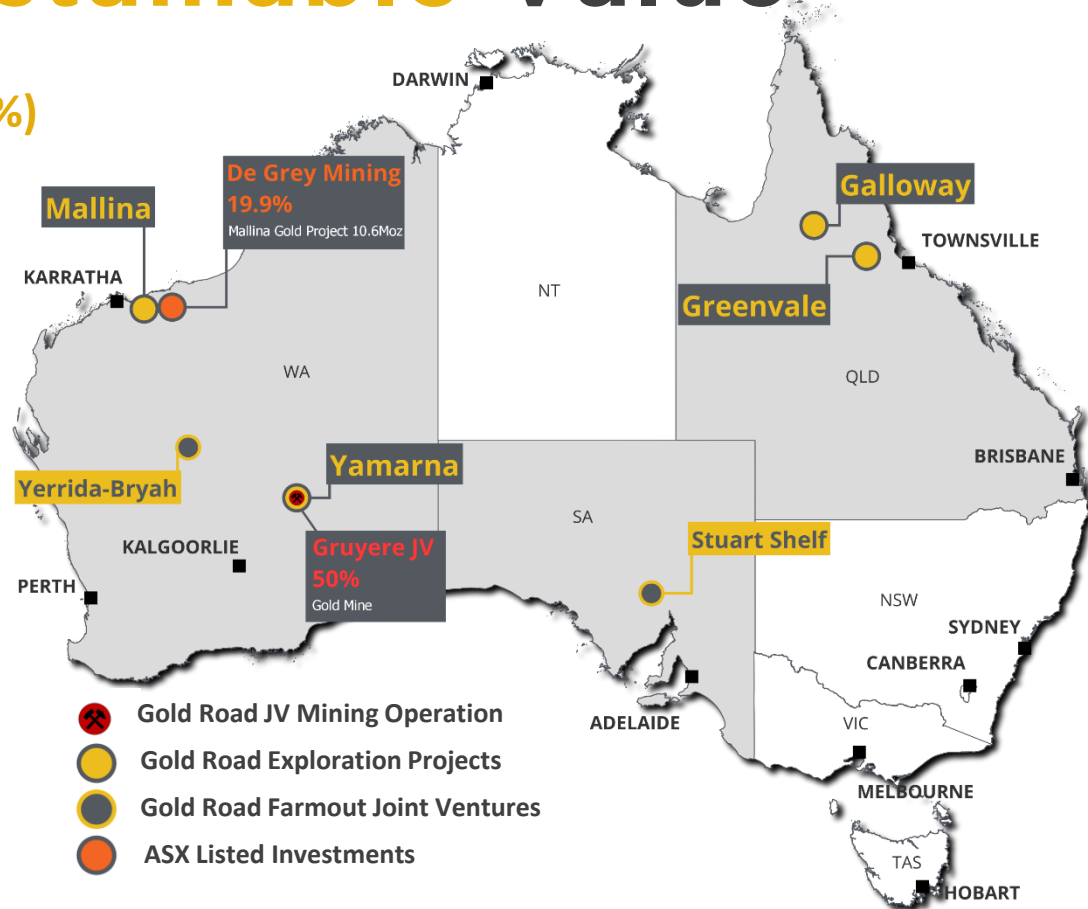 Value
%)
DARWIN
De Grey Mining
19.9%
Mallina Gold Project 10.6Moz
Mallina
Galloway
KARRATHA
TOWNSVILLE
NT
Greenvale
WA
QLD
Yamarna
BRISBANE
Yerrida-Bryah
SA
Stuart Shelf
KALGOORLIE
Gruyere JV
50%
Gold Mine
PERTH
NSW
SYDNEY
CANBERRA
ADELAIDE
VIC
MELBOURNE
TAS
HOBART
Gold Road JV Mining Operation
Gold Road Exploration Projects
Gold Road Farmout Joint Ventures
ASX Listed Investments